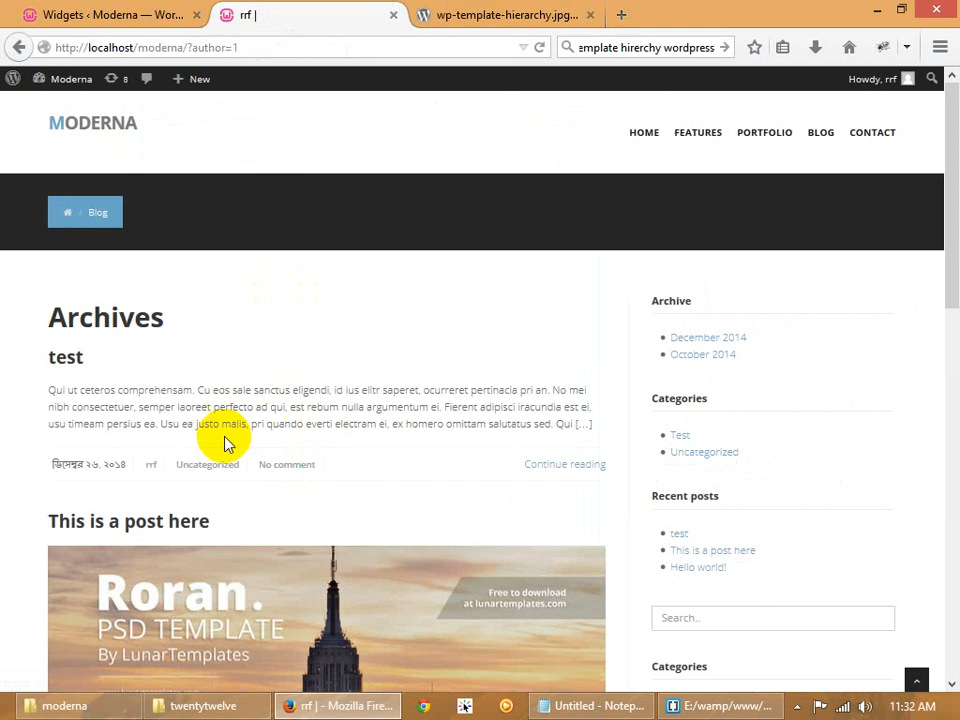 Widgets ‹ Moderna — Wor...
rrf |
wp-template-hierarchy.jpg...
http://localhost/moderna/?author=1
emplate hirerchy wordpress
Moderna
8
New
Howdy, rrf
MODERNA
HOME
FEATURES
PORTFOLIO
BLOG
CONTACT
/ Blog
Archives
test
Qui ut ceteros comprehensam. Cu eos sale sanctus eligendi, id ius elitr saperet, ocurreret pertinacia pri an. No mei
nibh consectetuer, semper laoreet perfecto ad qui, est rebum nulla argumentum ei. Fierent adipisci iracundia est ei,
usu timeam persius ea. Usu ea justo malis, pri quando everti electram ei, ex homero omittam salutatus sed. Qui […]
ডিসেম্বর ২৬, ২০১৪
rrf
Uncategorized
No comment
Continue reading
This is a post here
Roran.
PSD TEMPLATE
By LunarTemplates
Free to download
at lunartemplates.com
Archive
December 2014
October 2014
Categories
Test
Uncategorized
Recent posts
test
This is a post here
Hello world!
Search..
Categories
moderna
twentytwelve
rrf | - Mozilla Fire...
Untitled - Notep...
E:/wamp/www/...
11:32 AM